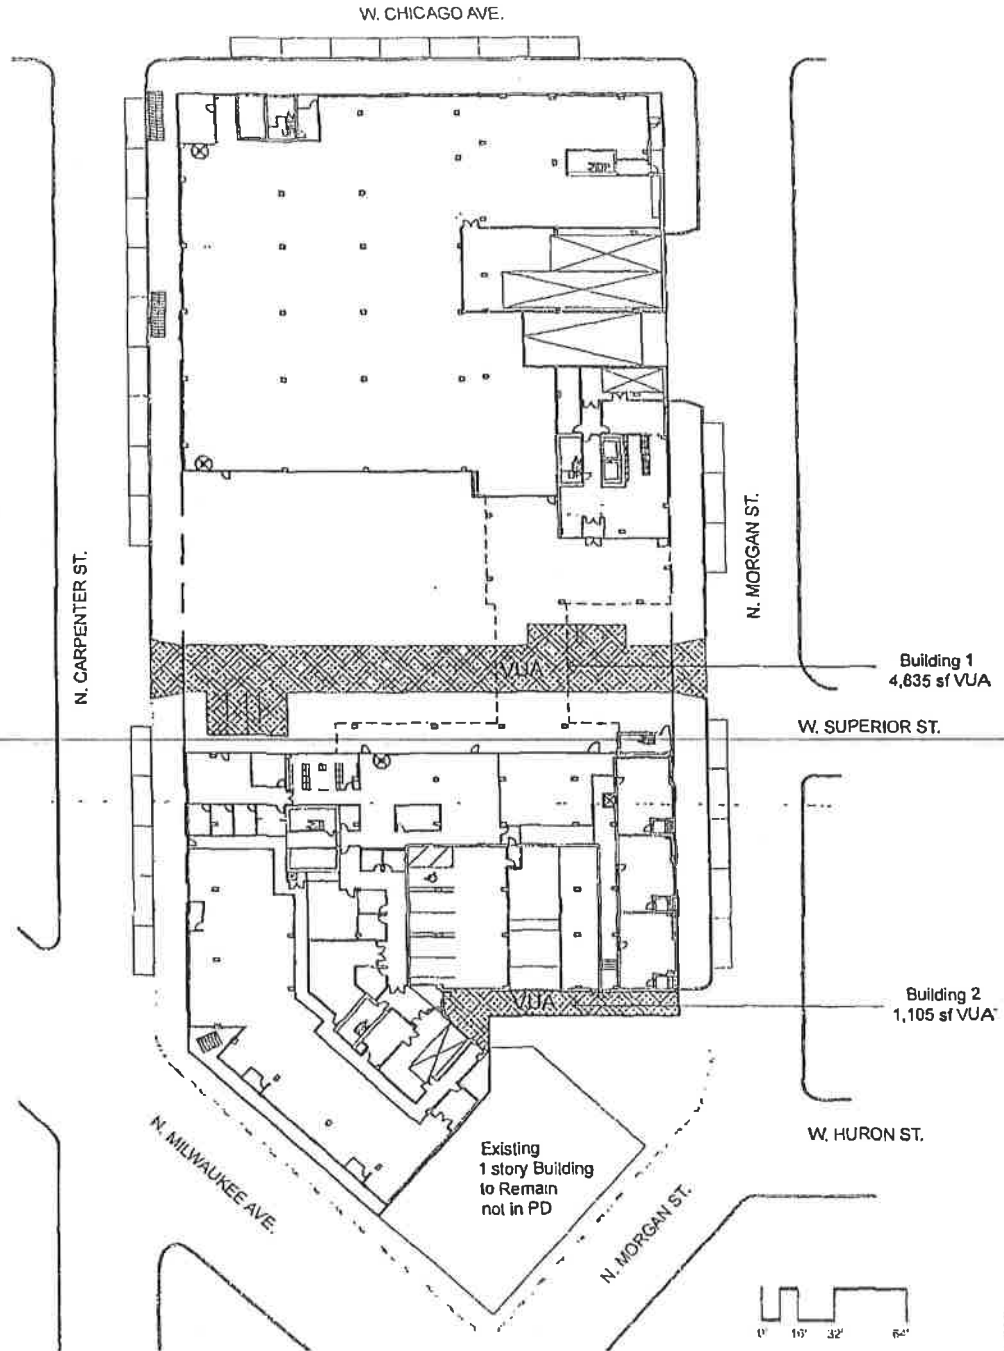 W. CHICAGO AVE.
N. CARPENTER ST.
N. MORGAN ST.
VUA
Building 1
4,635 sf VUA
W. SUPERIOR ST.
VUA
Building 2
1,105 sf VUA
W. HURON ST.
N. MILWAUKEE AVE.
Existing
1 story Building
to Remain
not in PD
N. MORGAN ST.
0' 16' 32' 64'